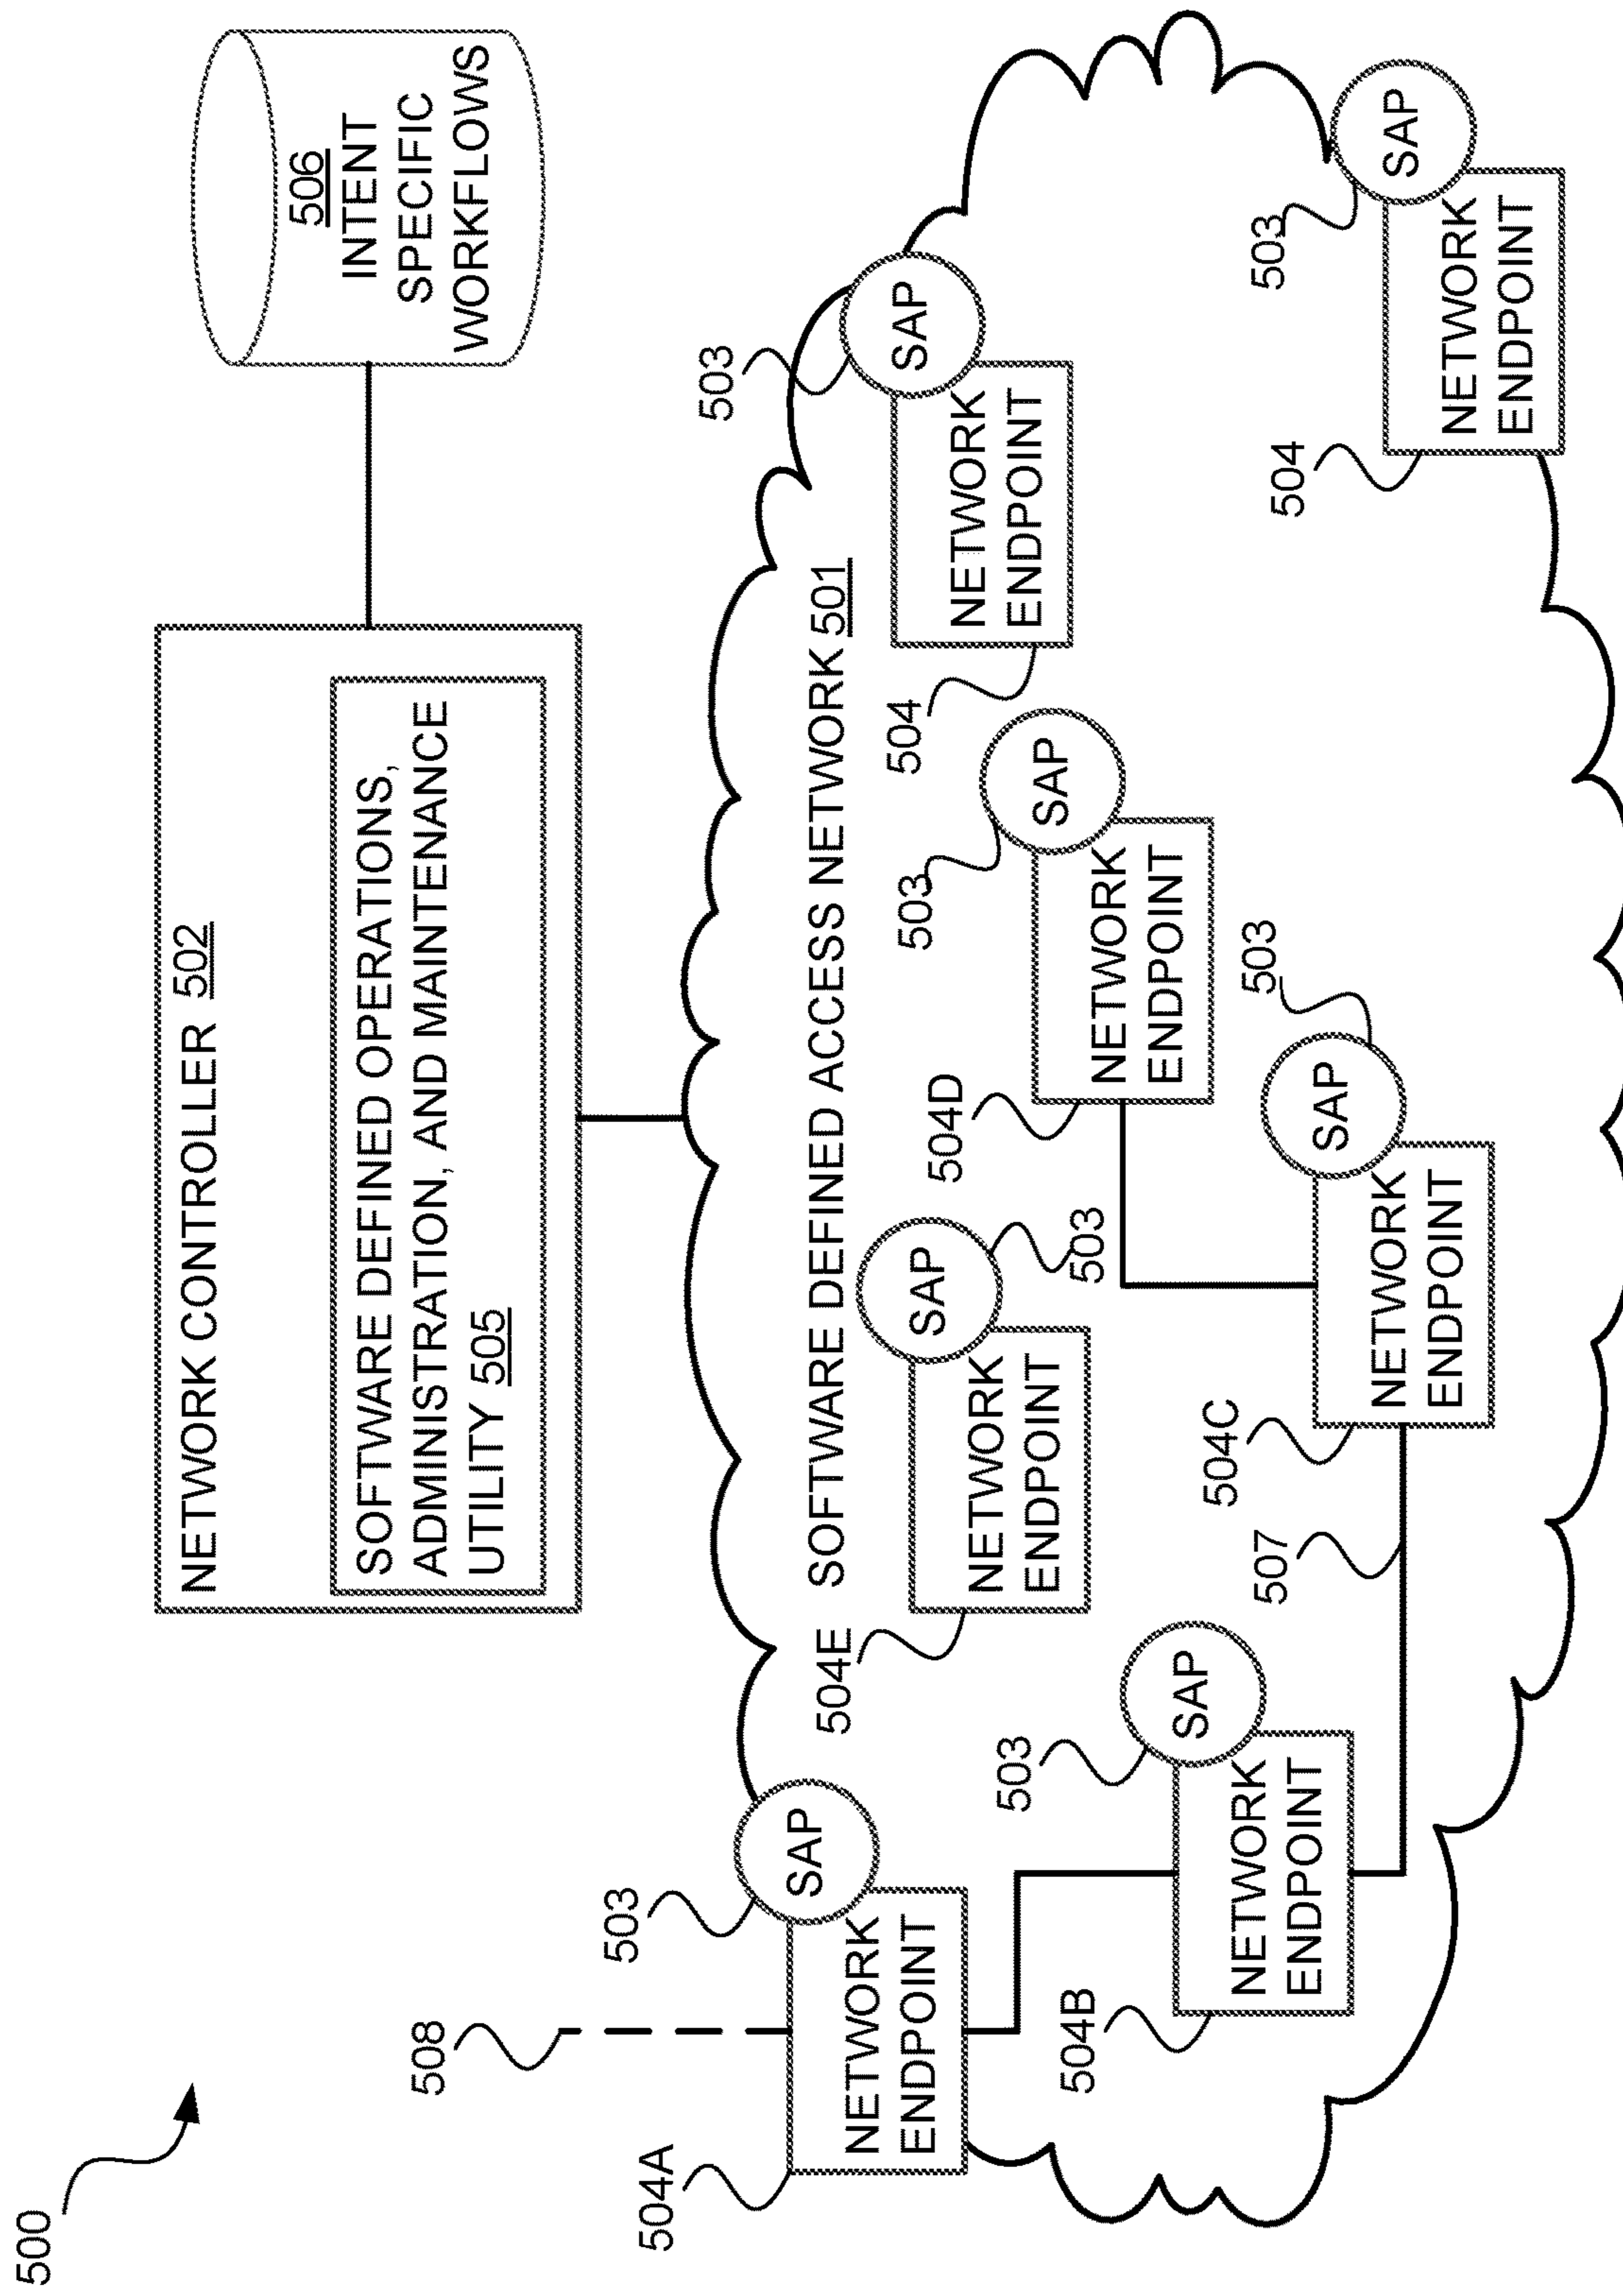 500
NETWORK CONTROLLER 502
SOFTWARE DEFINED OPERATIONS,
ADMINISTRATION, AND MAINTENANCE
UTILITY 505
506
INTENT
SPECIFIC
WORKFLOWS
508
SOFTWARE DEFINED ACCESS NETWORK 501
504A
503
SAP
NETWORK
ENDPOINT
504E
SAP
503
NETWORK
ENDPOINT
503
SAP
504
NETWORK
ENDPOINT
503
SAP
504D
NETWORK
ENDPOINT
503
SAP
504B
NETWORK
ENDPOINT
503
SAP
504C
NETWORK
ENDPOINT
507
503
SAP
504
NETWORK
ENDPOINT